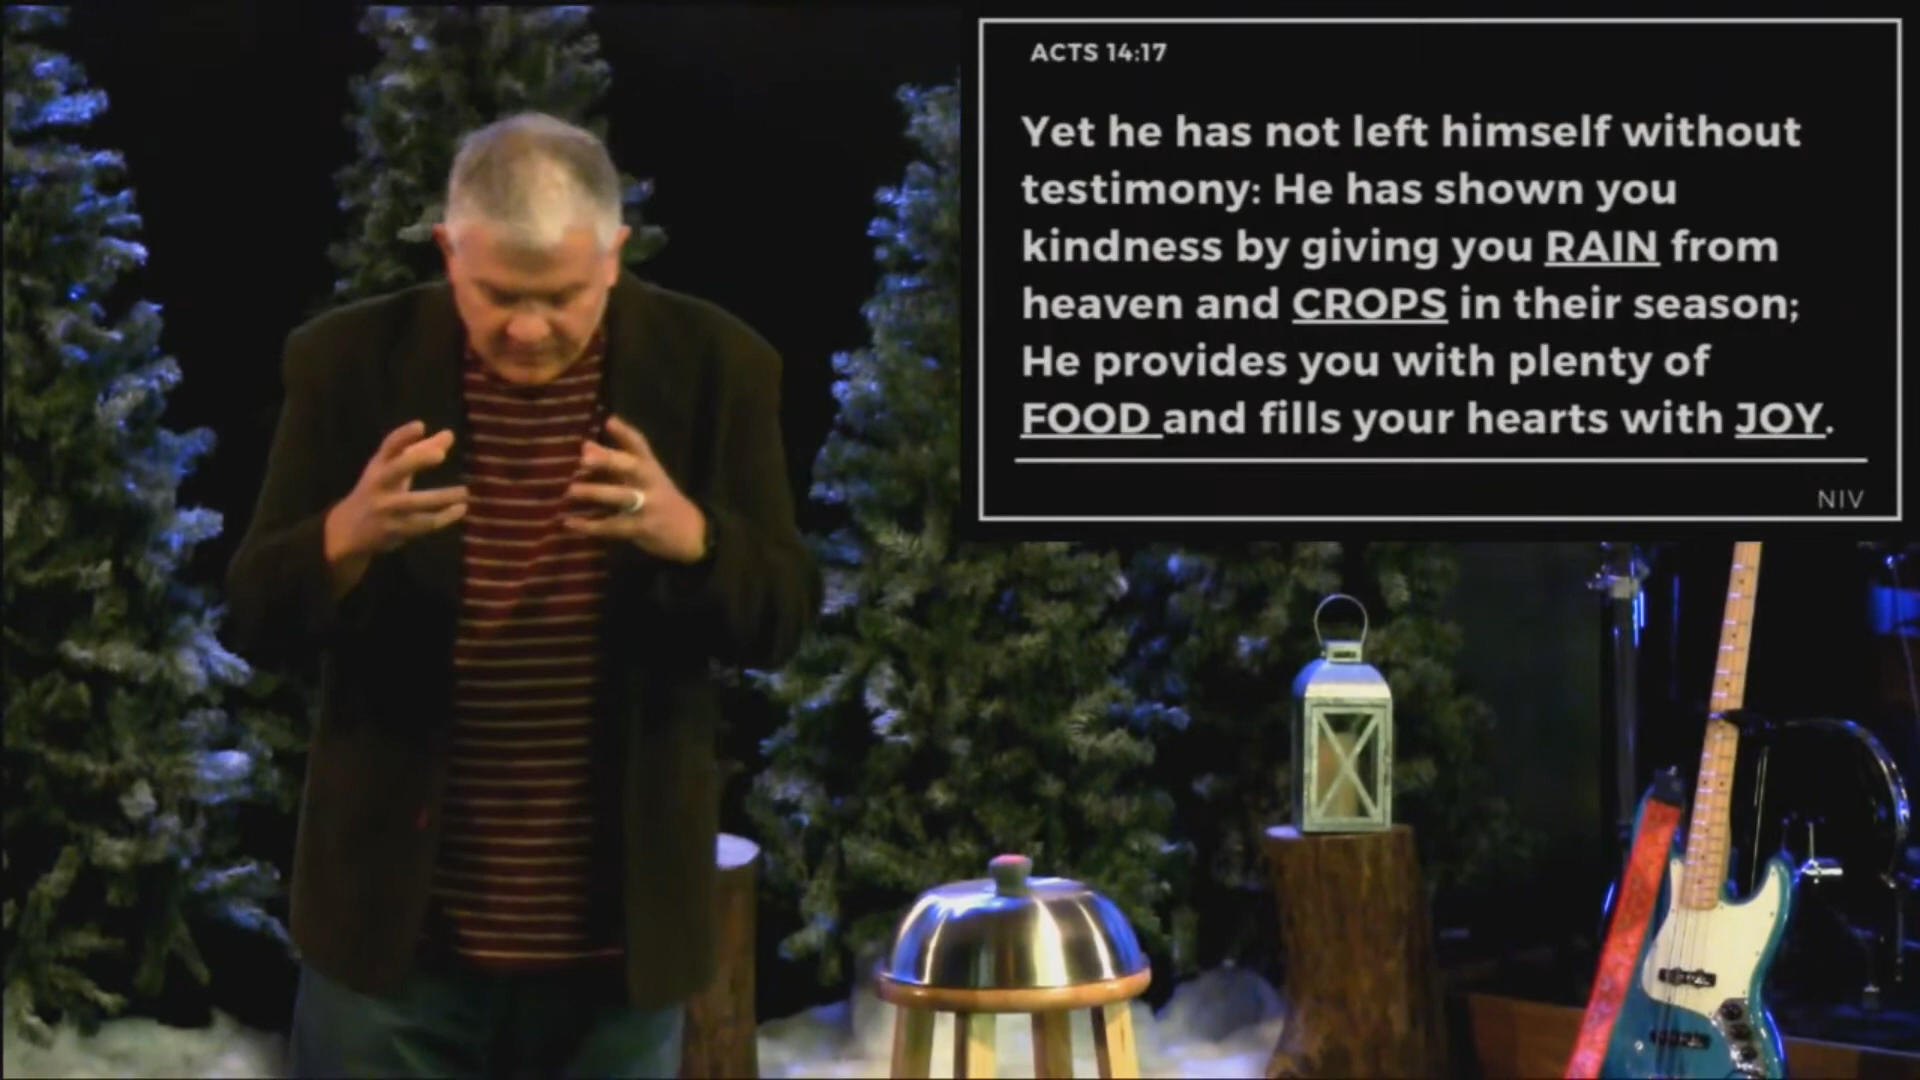 ACTS 14:17
Yet he has not left himself without
testimony: He has shown you
kindness by giving you RAIN from
heaven and CROPS in their season;
He provides you with plenty of
FOOD and fills your hearts with JOY.
NIV